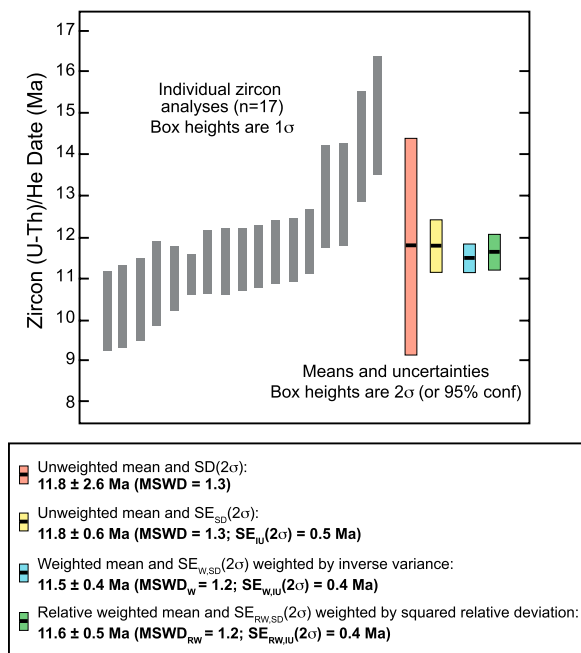 17
16
15
14
13
12
11
10
9
8
Zircon (U-Th)/He Date (Ma)
Individual zircon
analyses (n=17)
Box heights are 1σ
Means and uncertainties
Box heights are 2σ (or 95% conf)
Unweighted mean and SD(2σ):
11.8 ± 2.6 Ma (MSWD = 1.3)
Unweighted mean and SE_SD(2σ):
11.8 ± 0.6 Ma (MSWD = 1.3; SE_IU(2σ) = 0.5 Ma)
Weighted mean and SE_W,SD(2σ) weighted by inverse variance:
11.5 ± 0.4 Ma (MSWD_W = 1.2; SE_W,IU(2σ) = 0.4 Ma)
Relative weighted mean and SE_RW,SD(2σ) weighted by squared relative deviation:
11.6 ± 0.5 Ma (MSWD_RW = 1.2; SE_RW,IU(2σ) = 0.4 Ma)